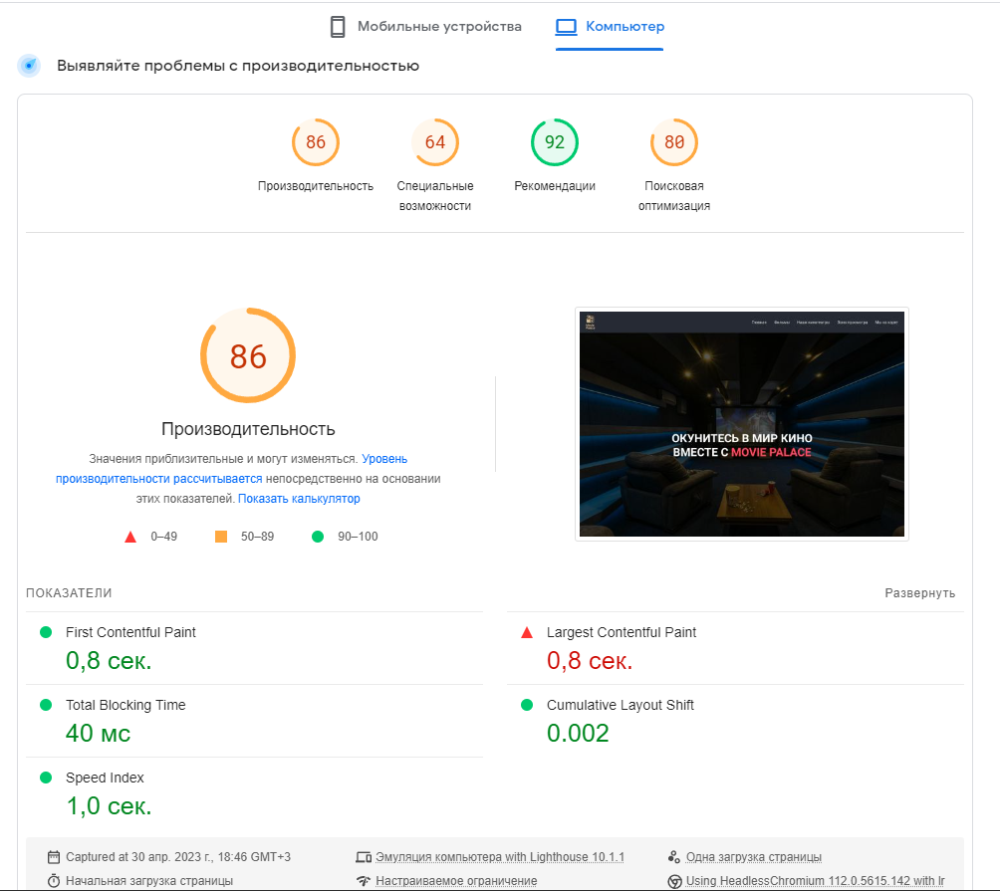 Мобильные устройства
Компьютер
Выявляйте проблемы с производительностью
86
64
92
80
Производительность
Специальные
возможности
Рекомендации
Поисковая
оптимизация
86
Производительность
Значения приблизительные и могут изменяться. Уровень
производительности рассчитывается непосредственно на основании
этих показателей. Показать калькулятор
0–49
50–89
90–100
ОКУНИТЕСЬ В МИР КИНО
ВМЕСТЕ С MOVIE PALACE
ПОКАЗАТЕЛИ
Развернуть
First Contentful Paint
0,8 сек.
Largest Contentful Paint
0,8 сек.
Total Blocking Time
40 мс
Cumulative Layout Shift
0.002
Speed Index
1,0 сек.
Captured at 30 апр. 2023 г., 18:46 GMT+3
Эмуляция компьютера with Lighthouse 10.1.1
Одна загрузка страницы
Начальная загрузка страницы
Настраиваемое ограничение
Using HeadlessChromium 112.0.5615.142 with lr